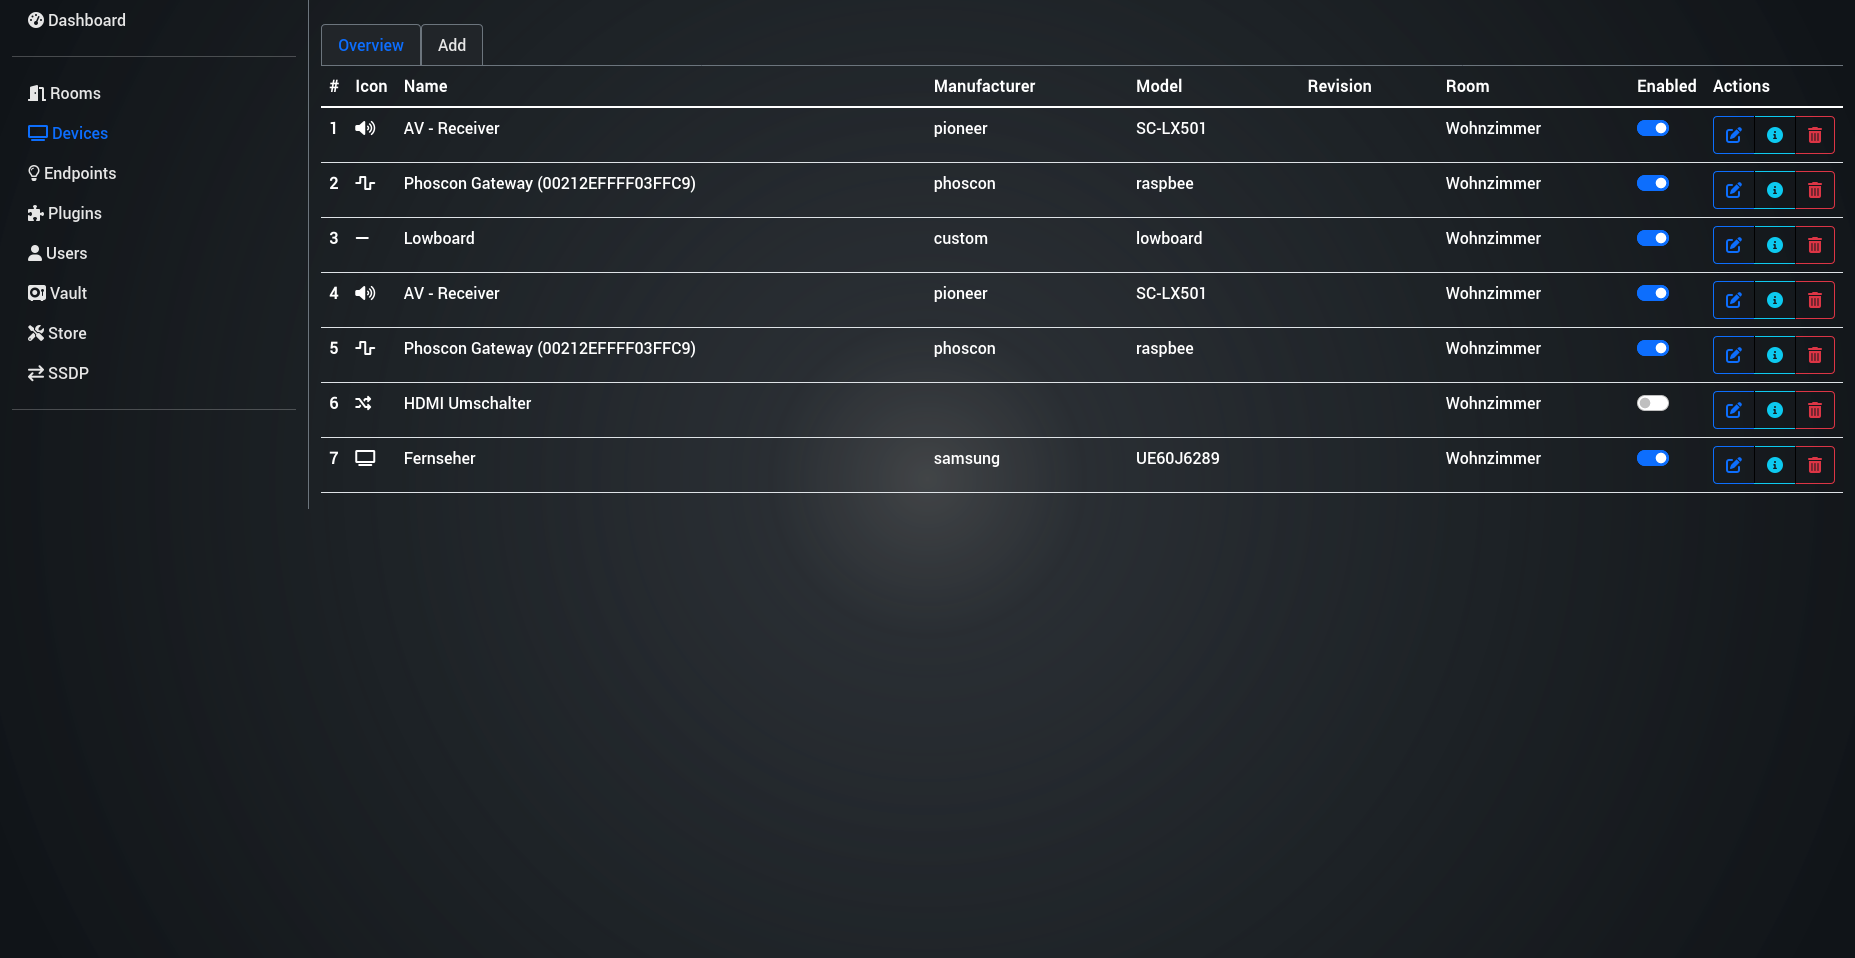 Dashboard
Rooms
Devices
Endpoints
Plugins
Users
Vault
Store
SSDP
Overview Add
# Icon Name Manufacturer Model Revision Room Enabled Actions
1 AV - Receiver pioneer SC-LX501 Wohnzimmer
2 Phoscon Gateway (00212EFFFF03FFC9) phoscon raspbee Wohnzimmer
3 Lowboard custom lowboard Wohnzimmer
4 AV - Receiver pioneer SC-LX501 Wohnzimmer
5 Phoscon Gateway (00212EFFFF03FFC9) phoscon raspbee Wohnzimmer
6 HDMI Umschalter Wohnzimmer
7 Fernseher samsung UE60J6289 Wohnzimmer